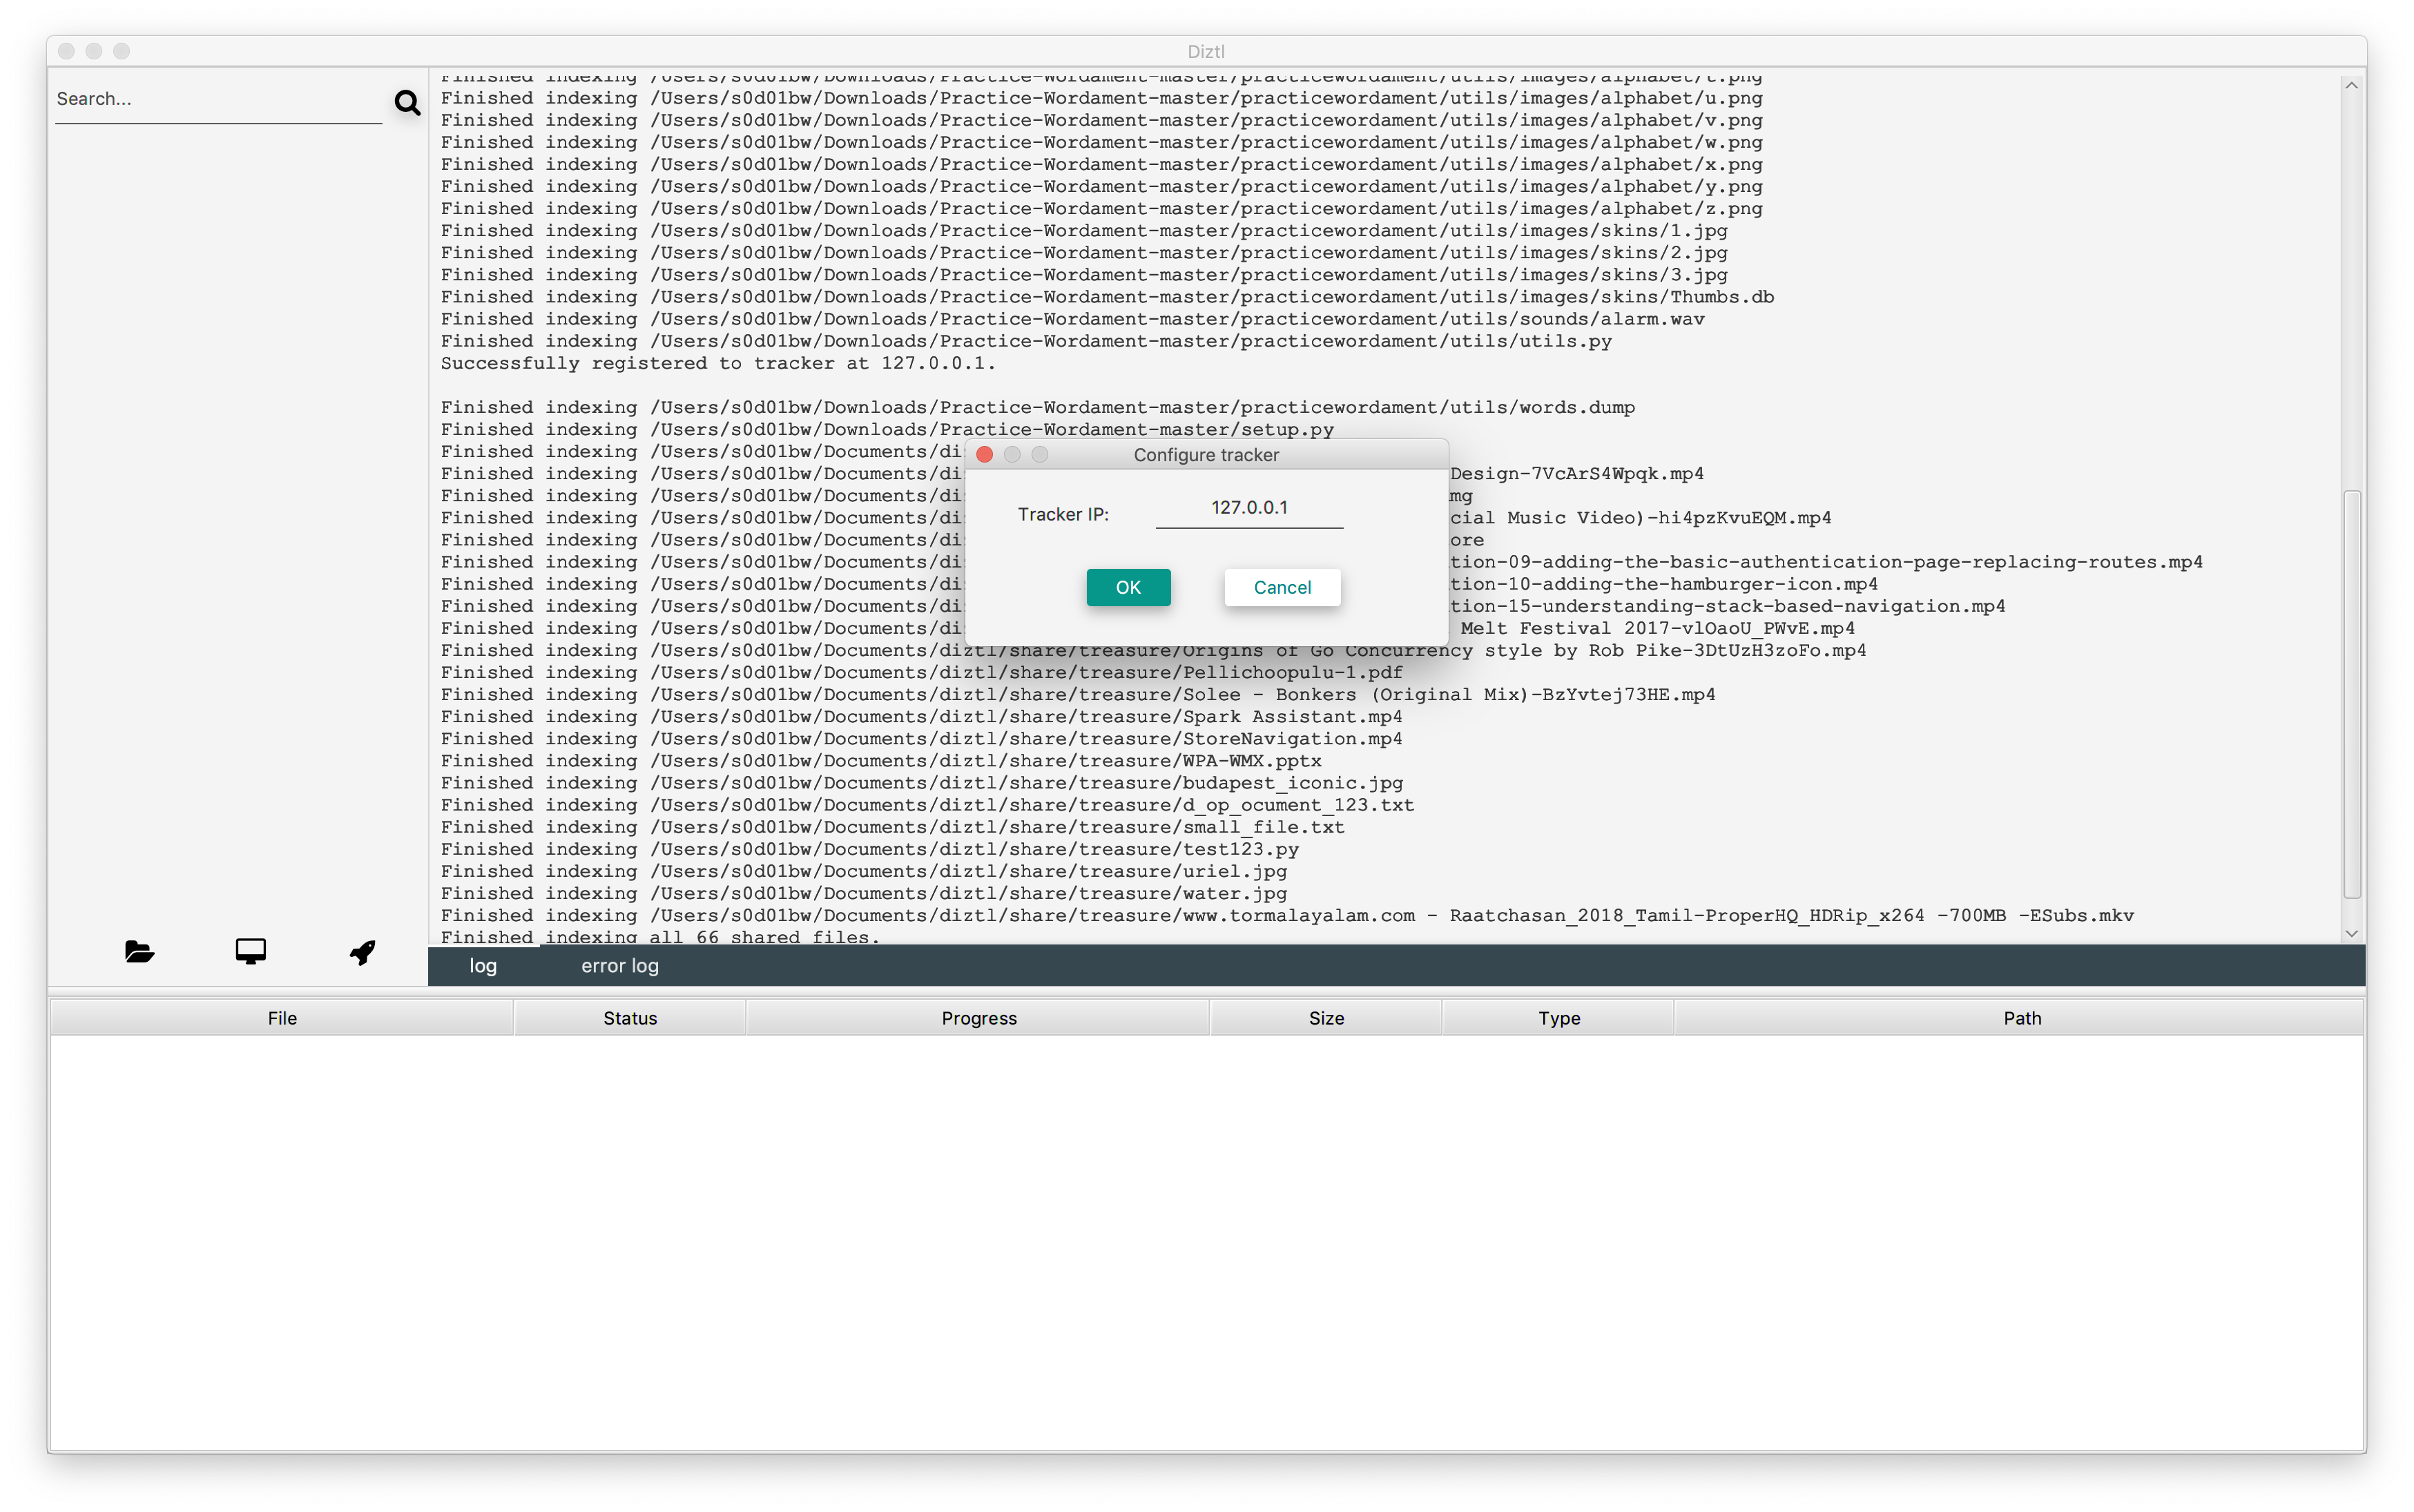 Diztl
Search...
Finished indexing /Users/s0d01bw/Downloads/Practice-Wordament-master/practicewordament/utils/images/alphabet/t.png
Finished indexing /Users/s0d01bw/Downloads/Practice-Wordament-master/practicewordament/utils/images/alphabet/u.png
Finished indexing /Users/s0d01bw/Downloads/Practice-Wordament-master/practicewordament/utils/images/alphabet/v.png
Finished indexing /Users/s0d01bw/Downloads/Practice-Wordament-master/practicewordament/utils/images/alphabet/w.png
Finished indexing /Users/s0d01bw/Downloads/Practice-Wordament-master/practicewordament/utils/images/alphabet/x.png
Finished indexing /Users/s0d01bw/Downloads/Practice-Wordament-master/practicewordament/utils/images/alphabet/y.png
Finished indexing /Users/s0d01bw/Downloads/Practice-Wordament-master/practicewordament/utils/images/alphabet/z.png
Finished indexing /Users/s0d01bw/Downloads/Practice-Wordament-master/practicewordament/utils/images/skins/1.jpg
Finished indexing /Users/s0d01bw/Downloads/Practice-Wordament-master/practicewordament/utils/images/skins/2.jpg
Finished indexing /Users/s0d01bw/Downloads/Practice-Wordament-master/practicewordament/utils/images/skins/3.jpg
Finished indexing /Users/s0d01bw/Downloads/Practice-Wordament-master/practicewordament/utils/images/skins/Thumbs.db
Finished indexing /Users/s0d01bw/Downloads/Practice-Wordament-master/practicewordament/utils/sounds/alarm.wav
Finished indexing /Users/s0d01bw/Downloads/Practice-Wordament-master/practicewordament/utils/utils.py
Successfully registered to tracker at 127.0.0.1.
Finished indexing /Users/s0d01bw/Downloads/Practice-Wordament-master/practicewordament/utils/words.dump
Finished indexing /Users/s0d01bw/Downloads/Practice-Wordament-master/setup.py
Finished indexing /Users/s0d01bw/Documents/di
Finished indexing /Users/s0d01bw/Documents/di Design-7VcArS4Wpqk.mp4
Finished indexing /Users/s0d01bw/Documents/di mg
Finished indexing /Users/s0d01bw/Documents/di cial Music Video)-hi4pzKvuEQM.mp4
Finished indexing /Users/s0d01bw/Documents/di ore
Finished indexing /Users/s0d01bw/Documents/di tion-09-adding-the-basic-authentication-page-replacing-routes.mp4
Finished indexing /Users/s0d01bw/Documents/di tion-10-adding-the-hamburger-icon.mp4
Finished indexing /Users/s0d01bw/Documents/di tion-15-understanding-stack-based-navigation.mp4
Finished indexing /Users/s0d01bw/Documents/di Melt Festival 2017-vlOaoU_PWvE.mp4
Finished indexing /Users/s0d01bw/Documents/diztl/share/treasure/Origins of Go Concurrency style by Rob Pike-3DtUzH3zoFo.mp4
Finished indexing /Users/s0d01bw/Documents/diztl/share/treasure/Pellichoopulu-1.pdf
Finished indexing /Users/s0d01bw/Documents/diztl/share/treasure/Solee - Bonkers (Original Mix)-BzYvtej73HE.mp4
Finished indexing /Users/s0d01bw/Documents/diztl/share/treasure/Spark Assistant.mp4
Finished indexing /Users/s0d01bw/Documents/diztl/share/treasure/StoreNavigation.mp4
Finished indexing /Users/s0d01bw/Documents/diztl/share/treasure/WPA-WMX.pptx
Finished indexing /Users/s0d01bw/Documents/diztl/share/treasure/budapest_iconic.jpg
Finished indexing /Users/s0d01bw/Documents/diztl/share/treasure/d_op_ocument_123.txt
Finished indexing /Users/s0d01bw/Documents/diztl/share/treasure/small_file.txt
Finished indexing /Users/s0d01bw/Documents/diztl/share/treasure/test123.py
Finished indexing /Users/s0d01bw/Documents/diztl/share/treasure/uriel.jpg
Finished indexing /Users/s0d01bw/Documents/diztl/share/treasure/water.jpg
Finished indexing /Users/s0d01bw/Documents/diztl/share/treasure/www.tormalayalam.com - Raatchasan_2018_Tamil-ProperHQ_HDRip_x264 -700MB -ESubs.mkv
Finished indexing all 66 shared files.
Configure tracker
Tracker IP: 127.0.0.1
OK Cancel
log error log
File Status Progress Size Type Path